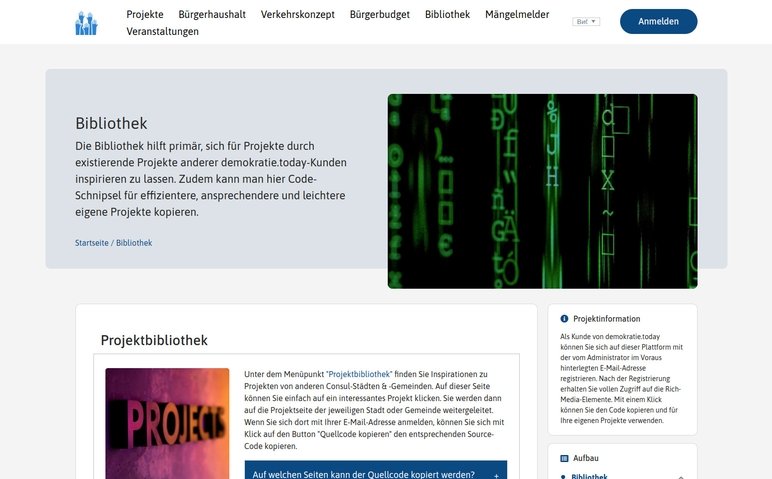 Projekte Bürgerhaushalt Verkehrskonzept Bürgerbudget Bibliothek Mängelmelder
Veranstaltungen
Anmelden
Bibliothek
Die Bibliothek hilft primär, sich für Projekte durch
existierende Projekte anderer demokratie.today-Kunden
inspirieren zu lassen. Zudem kann man hier Code-
Schnipsel für effizientere, ansprechendere und leichtere
eigene Projekte kopieren.
Startseite / Bibliothek
Projektbibliothek
PROJECTS
Unter dem Menüpunkt "Projektbibliothek" finden Sie Inspirationen zu
Projekten von anderen Consul-Städten & -Gemeinden. Auf dieser Seite
können Sie einfach auf ein interessantes Projekt klicken. Sie werden dann
auf die Projektseite der jeweiligen Stadt oder Gemeinde weitergeleitet.
Wenn Sie sich dort mit Ihrer E-Mail-Adresse anmelden, können Sie sich mit
Klick auf den Button "Quellcode kopieren" den entsprechenden Source-
Code kopieren.
Auf welchen Seiten kann der Quellcode kopiert werden? +
Projektinformation
Als Kunde von demokratie.today
können Sie sich auf dieser Plattform mit
der vom Administrator im Voraus
hinterlegten E-Mail-Adresse
registrieren. Nach der Registrierung
erhalten Sie vollen Zugriff auf die Rich-
Media-Elemente. Mit einem Klick
können Sie den Code kopieren und für
Ihre eigenen Projekte verwenden.
Aufbau
Bibliothek